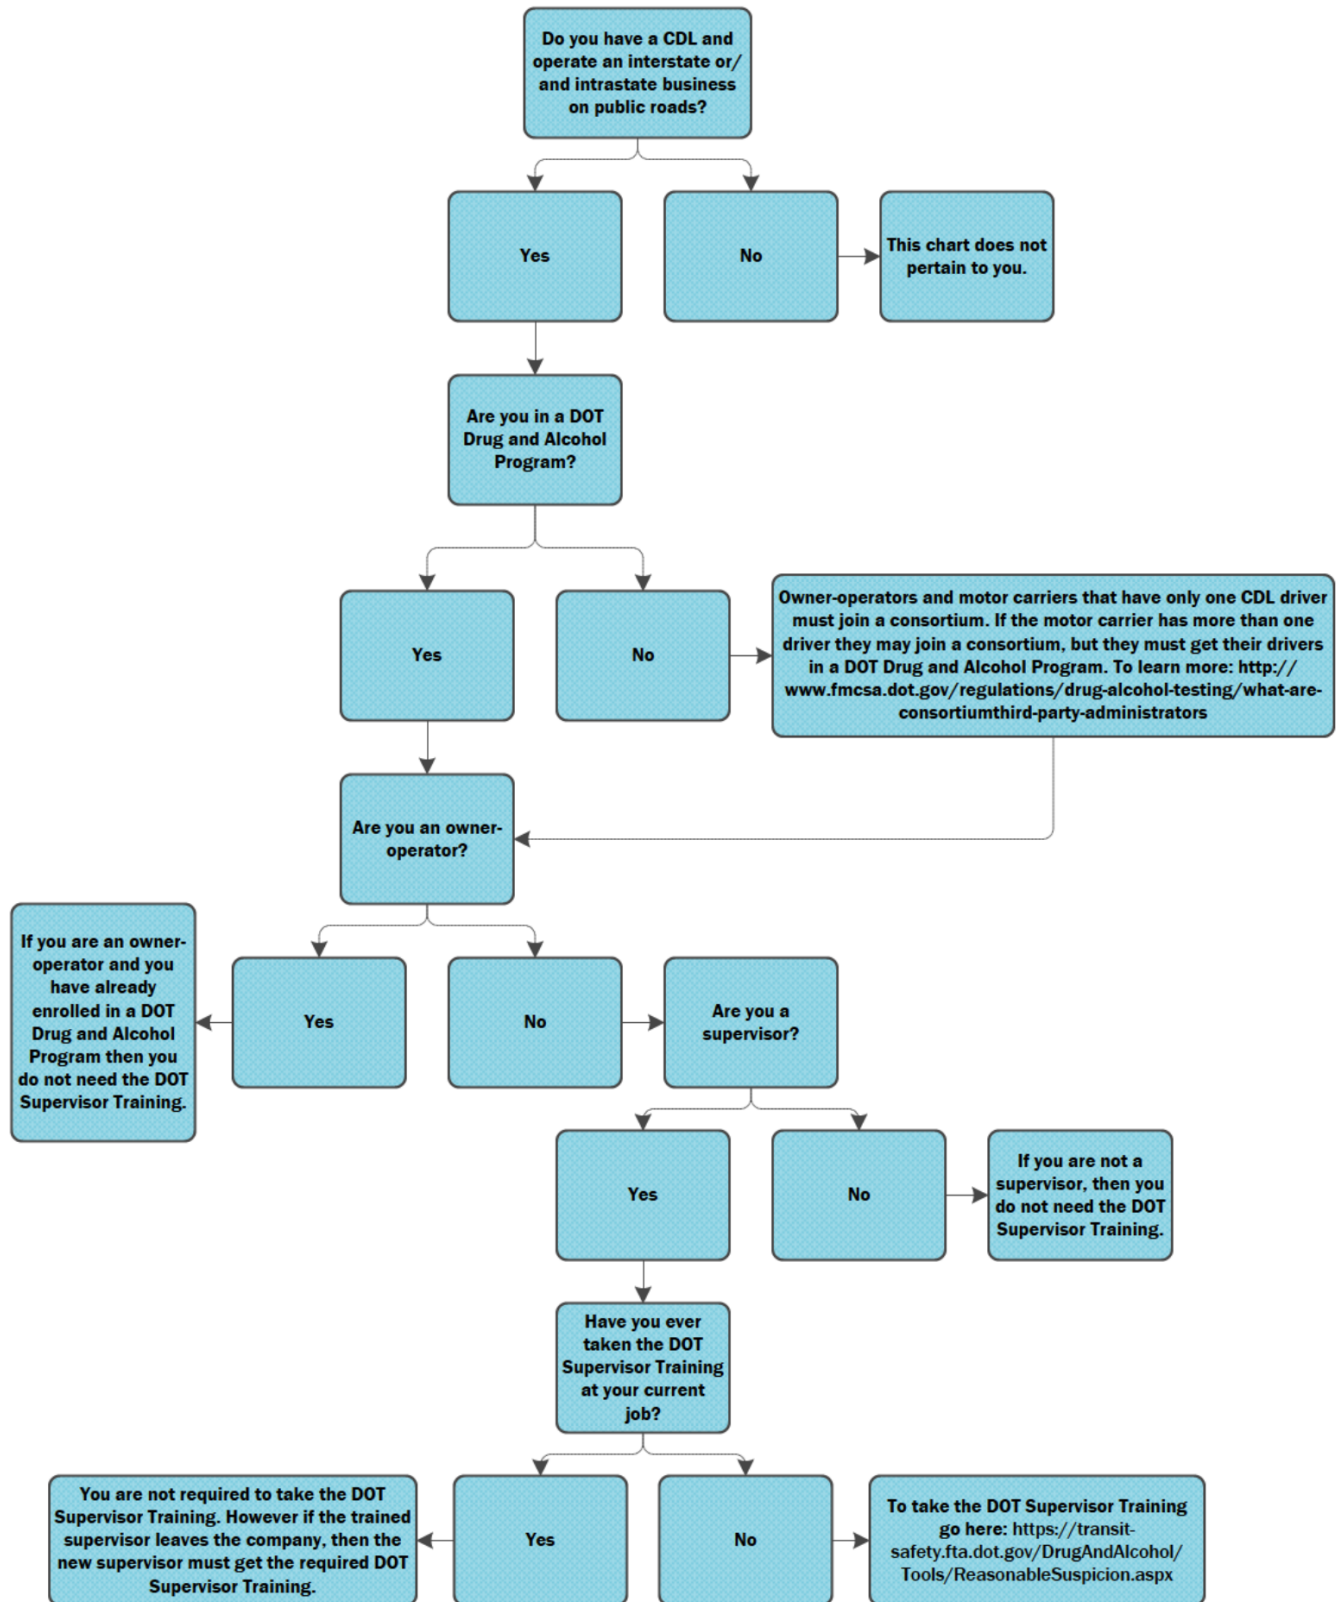 Do you have a CDL and
operate an interstate or/
and intrastate business
on public roads?
Yes
No
This chart does not
pertain to you.
Are you in a DOT
Drug and Alcohol
Program?
Yes
No
Owner-operators and motor carriers that have only one CDL driver
must join a consortium. If the motor carrier has more than one
driver they may join a consortium, but they must get their drivers
in a DOT Drug and Alcohol Program. To learn more: http://
www.fmcsa.dot.gov/regulations/drug-alcohol-testing/what-are-
consortiumthird-party-administrators
Are you an owner-
operator?
If you are an owner-
operator and you
have already
enrolled in a DOT
Drug and Alcohol
Program then you
do not need the DOT
Supervisor Training.
Yes
No
Are you a
supervisor?
Yes
No
If you are not a
supervisor, then you
do not need the DOT
Supervisor Training.
Have you ever
taken the DOT
Supervisor Training
at your current
job?
You are not required to take the DOT
Supervisor Training. However if the trained
supervisor leaves the company, then the
new supervisor must get the required DOT
Supervisor Training.
Yes
No
To take the DOT Supervisor Training
go here: https://transit-
safety.fta.dot.gov/DrugAndAlcohol/
Tools/ReasonableSuspicion.aspx